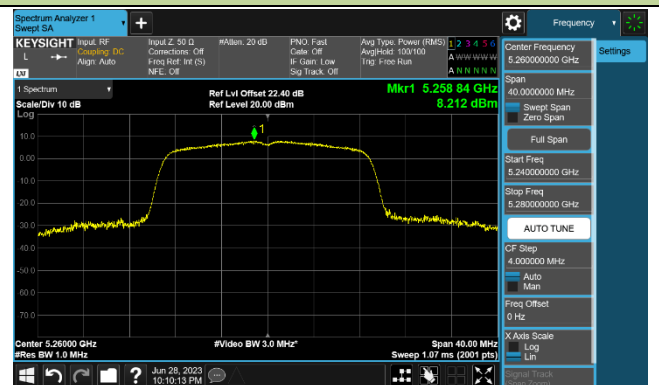 Spectrum Analyzer 1
Swept SA
Frequency
KEYSIGHT
L
LXI
Input: RF
Coupling: DC
Align: Auto
Input Z: 50 Ω
Corrections: Off
Freq Ref: Int (S)
NFE: Off
#Atten: 20 dB
PNO: Fast
Gate: Off
IF Gain: Low
Sig Track: Off
Avg Type: Power (RMS)
Avg|Hold: 100/100
Trig: Free Run
1 2 3 4 5 6
A W W W W W
A N N N N N
1 Spectrum
Scale/Div 10 dB
Log
Ref Lvl Offset 22.40 dB
Ref Level 20.00 dBm
Mkr1 5.258 84 GHz
8.212 dBm
1
10.0
0.00
-10.0
-20.0
-30.0
-40.0
-50.0
-60.0
-70.0
Center 5.26000 GHz
#Res BW 1.0 MHz
#Video BW 3.0 MHz*
Span 40.00 MHz
Sweep 1.07 ms (2001 pts)
Jun 28, 2023
10:10:13 PM
Center Frequency
5.260000000 GHz
Settings
Span
40.0000000 MHz
Swept Span
Zero Span
Full Span
Start Freq
5.240000000 GHz
Stop Freq
5.280000000 GHz
AUTO TUNE
CF Step
4.000000 MHz
Auto
Man
Freq Offset
0 Hz
X Axis Scale
Log
Lin
Signal Track
(Span Zoom)